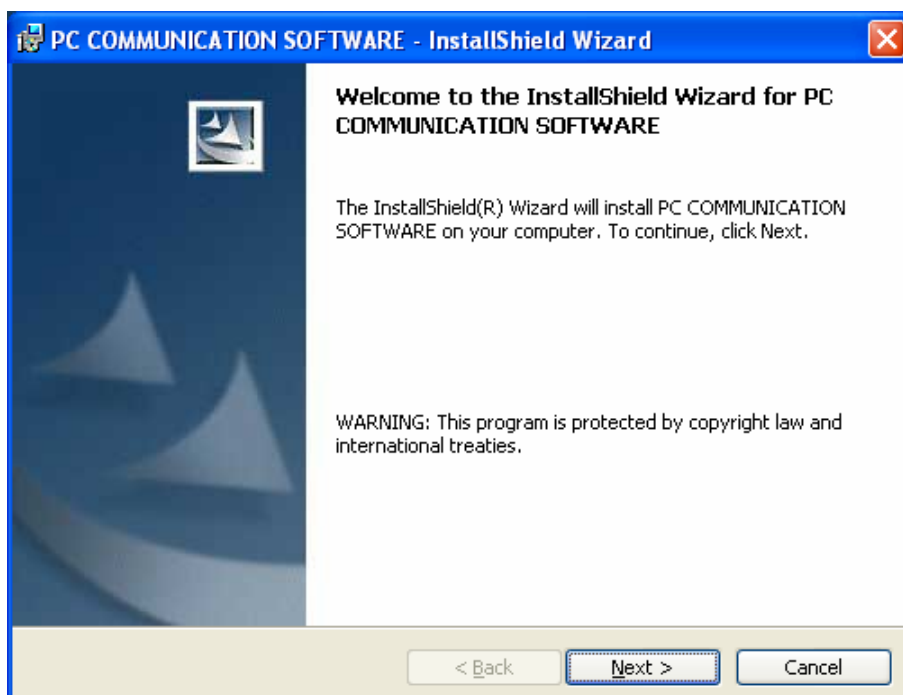 PC COMMUNICATION SOFTWARE - InstallShield Wizard
Welcome to the InstallShield Wizard for PC
COMMUNICATION SOFTWARE
The InstallShield(R) Wizard will install PC COMMUNICATION
SOFTWARE on your computer. To continue, click Next.
WARNING: This program is protected by copyright law and
international treaties.
< Back Next > Cancel